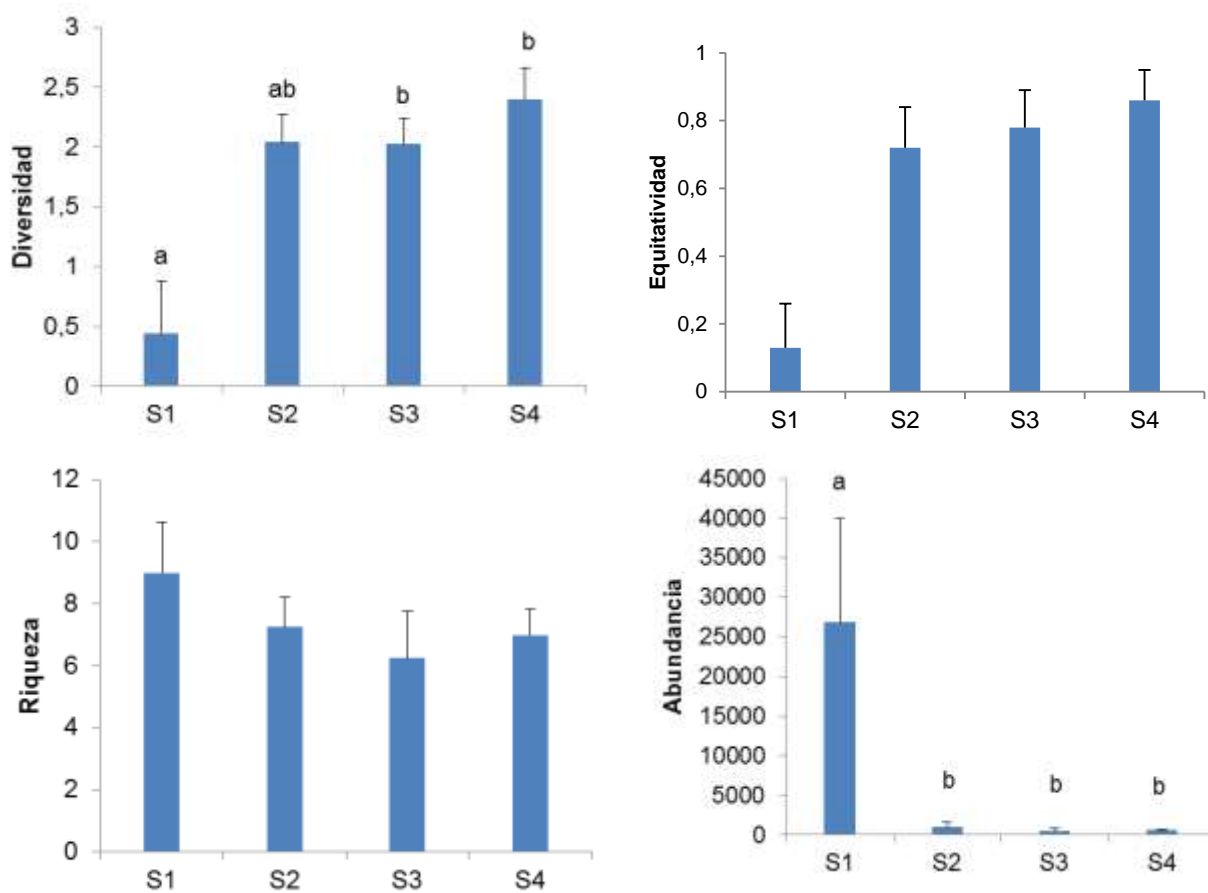 Diversidad
3
2,5
2
1,5
1
0,5
0
a
ab
b
b
S1 S2 S3 S4
Equitatividad
1
0,8
0,6
0,4
0,2
0
S1 S2 S3 S4
Riqueza
12
10
8
6
4
2
0
S1 S2 S3 S4
Abundancia
45000
40000
35000
30000
25000
20000
15000
10000
5000
0
a
b b b
S1 S2 S3 S4